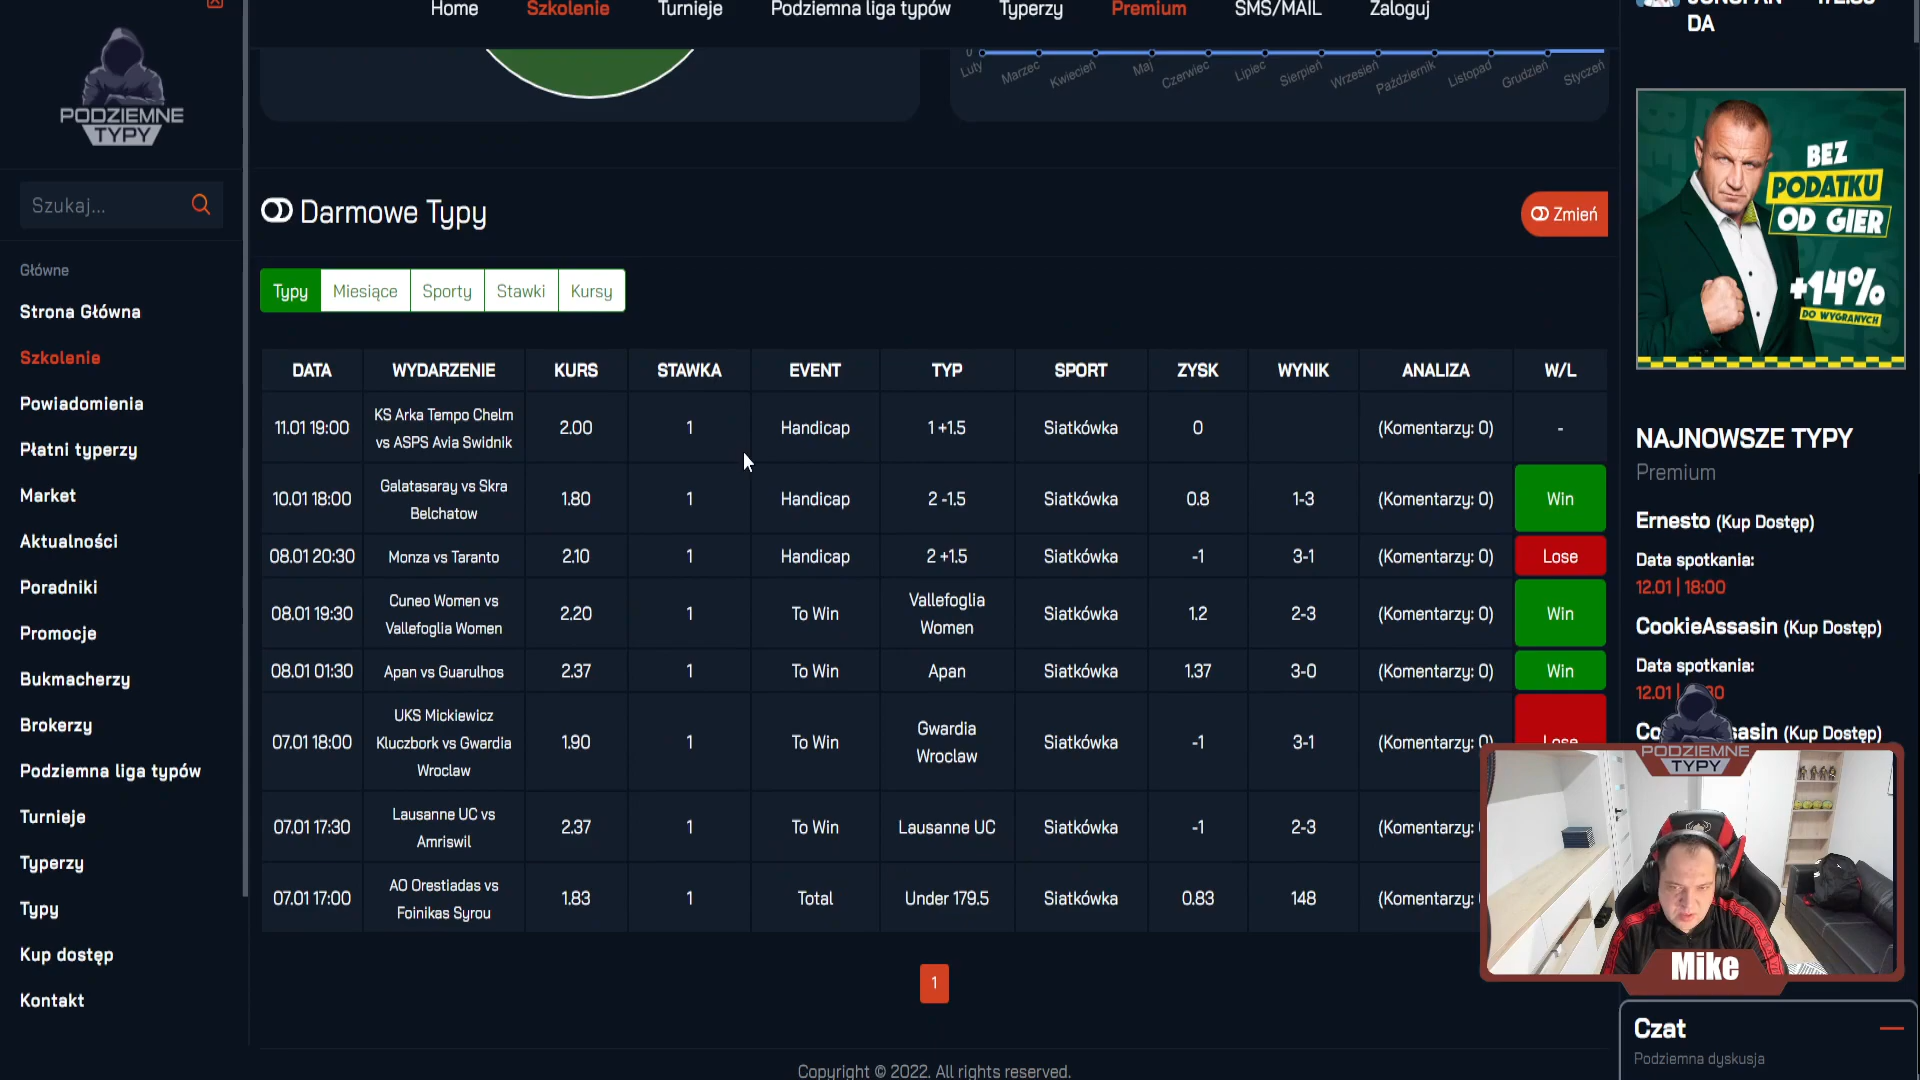 Home Szkolenie Turnieje Podziemna liga typów Typerzy Premium SMS/MAIL Zaloguj
DA
PODZIEMNE
TYPY
Szukaj...
Główne
Strona Główna
Szkolenie
Powiadomienia
Płatni typerzy
Market
Aktualności
Poradniki
Promocje
Bukmacherzy
Brokerzy
Podziemna liga typów
Turnieje
Typerzy
Typy
Kup dostęp
Kontakt
0
Luty Marzec Kwiecień Maj Czerwiec Lipiec Sierpień Wrzesień Październik Listopad Grudzień Styczeń
Darmowe Typy
Zmień
Typy Miesiące Sporty Stawki Kursy
DATA WYDARZENIE KURS STAWKA EVENT TYP SPORT ZYSK WYNIK ANALIZA W/L
11.01 19:00 KS Arka Tempo Chelm vs ASPS Avia Swidnik 2.00 1 Handicap 1 +1.5 Siatkówka 0 (Komentarzy: 0) -
10.01 18:00 Galatasaray vs Skra Belchatow 1.80 1 Handicap 2 -1.5 Siatkówka 0.8 1-3 (Komentarzy: 0) Win
08.01 20:30 Monza vs Taranto 2.10 1 Handicap 2 +1.5 Siatkówka -1 3-1 (Komentarzy: 0) Lose
08.01 19:30 Cuneo Women vs Vallefoglia Women 2.20 1 To Win Vallefoglia Women Siatkówka 1.2 2-3 (Komentarzy: 0) Win
08.01 01:30 Apan vs Guarulhos 2.37 1 To Win Apan Siatkówka 1.37 3-0 (Komentarzy: 0) Win
07.01 18:00 UKS Mickiewicz Kluczbork vs Gwardia Wroclaw 1.90 1 To Win Gwardia Wroclaw Siatkówka -1 3-1 (Komentarzy: 0) Lose
07.01 17:30 Lausanne UC vs Amriswil 2.37 1 To Win Lausanne UC Siatkówka -1 2-3 (Komentarzy:
07.01 17:00 AO Orestiadas vs Foinikas Syrou 1.83 1 Total Under 179.5 Siatkówka 0.83 148 (Komentarzy:
1
Copyright © 2022. All rights reserved.
BEZ
PODATKU
OD GIER
+14%
DO WYGRANYCH
NAJNOWSZE TYPY
Premium
Ernesto (Kup Dostęp)
Data spotkania:
12.01 | 18:00
CookieAssasin (Kup Dostęp)
Data spotkania:
12.01 |
(Kup Dostęp)
PODZIEMNE
TYPY
Mike
Czat
Podziemna dyskusja